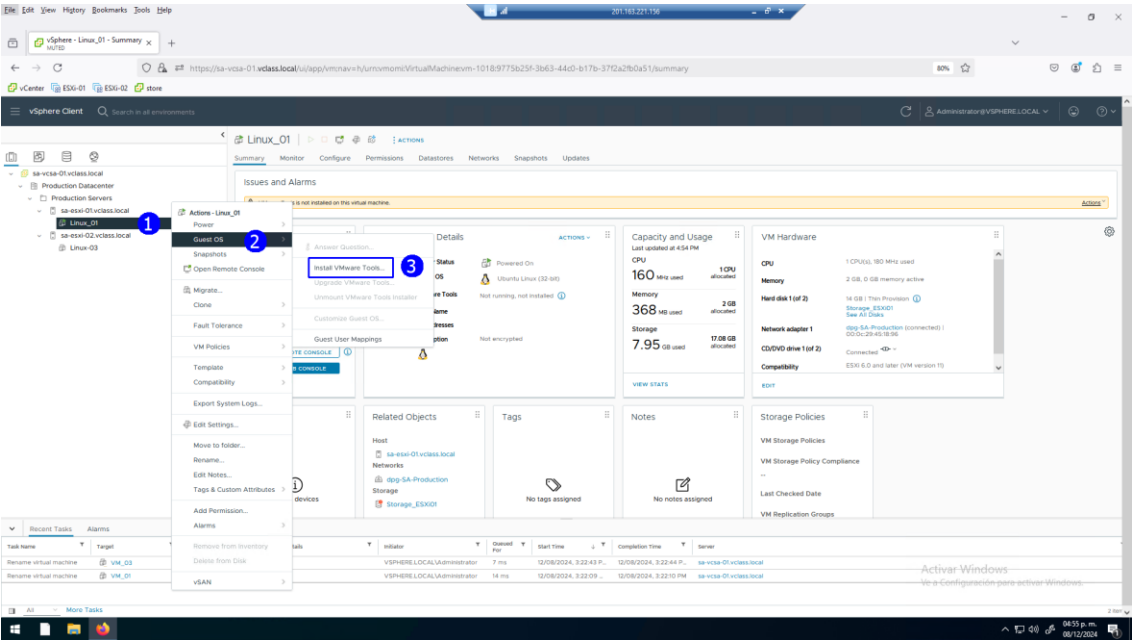 File Edit View History Bookmarks Tools Help
201.163.221.156
vSphere - Linux_01 - Summary
MUTED
https://sa-vcsa-01.vclass.local/ui/app/vm;nav=h/urn:vmomi:VirtualMachine:vm-1018:9775b25f-3b63-44c0-b17b-37f2a2fb0a51/summary
80%
vCenter ESXi-01 ESXi-02 store
vSphere Client Search in all environments
Administrator@VSPHERE.LOCAL
Linux_01 ACTIONS
Summary Monitor Configure Permissions Datastores Networks Snapshots Updates
sa-vcsa-01.vclass.local
Production Datacenter
Production Servers
sa-esxi-01.vclass.local
Linux_01
sa-esxi-02.vclass.local
Linux-03
1
Actions - Linux_01
Power
Guest OS
2
Snapshots
Open Remote Console
Migrate...
Clone
Fault Tolerance
VM Policies
Template
Compatibility
Export System Logs...
Edit Settings...
Move to folder...
Rename...
Edit Notes...
Tags & Custom Attributes
Add Permission...
Alarms
Remove from Inventory
Delete from Disk
vSAN
Answer Question...
Install VMware Tools...
3
Upgrade VMware Tools...
Unmount VMware Tools Installer
Customize Guest OS...
Guest User Mappings
Issues and Alarms
is not installed on this virtual machine.
Actions
Details ACTIONS
Status Powered On
OS Ubuntu Linux (32-bit)
Tools Not running, not installed
Not encrypted
CONSOLE
CONSOLE
Capacity and Usage
Last updated at 4:54 PM
CPU
160 MHz used 1 CPU allocated
Memory
368 MB used 2 GB allocated
Storage
7.95 GB used 17.08 GB allocated
VIEW STATS
VM Hardware
CPU 1 CPU(s), 180 MHz used
Memory 2 GB, 0 GB memory active
Hard disk 1 (of 2) 14 GB | Thin Provision
Storage_ESXi01
See All Disks
Network adapter 1 dpg-SA-Production (connected) |
00:0c:29:45:18:96
CD/DVD drive 1 (of 2) Connected
Compatibility ESXi 6.0 and later (VM version 11)
EDIT
devices
Related Objects
Host
sa-esxi-01.vclass.local
Networks
dpg-SA-Production
Storage
Storage_ESXi01
Tags
No tags assigned
Notes
No notes assigned
Storage Policies
VM Storage Policies
VM Storage Policy Compliance
--
Last Checked Date
VM Replication Groups
Recent Tasks Alarms
Task Name Target Initiator Queued For Start Time Completion Time Server
Rename virtual machine VM_03 VSPHERE.LOCAL\Administrator 7 ms 12/08/2024, 3:22:43 P... 12/08/2024, 3:22:44 P... sa-vcsa-01.vclass.local
Rename virtual machine VM_01 VSPHERE.LOCAL\Administrator 14 ms 12/08/2024, 3:22:09 ... 12/08/2024, 3:22:10 PM sa-vcsa-01.vclass.local
Activar Windows
Ve a Configuración para activar Windows.
All More Tasks
04:55 p. m.
08/12/2024